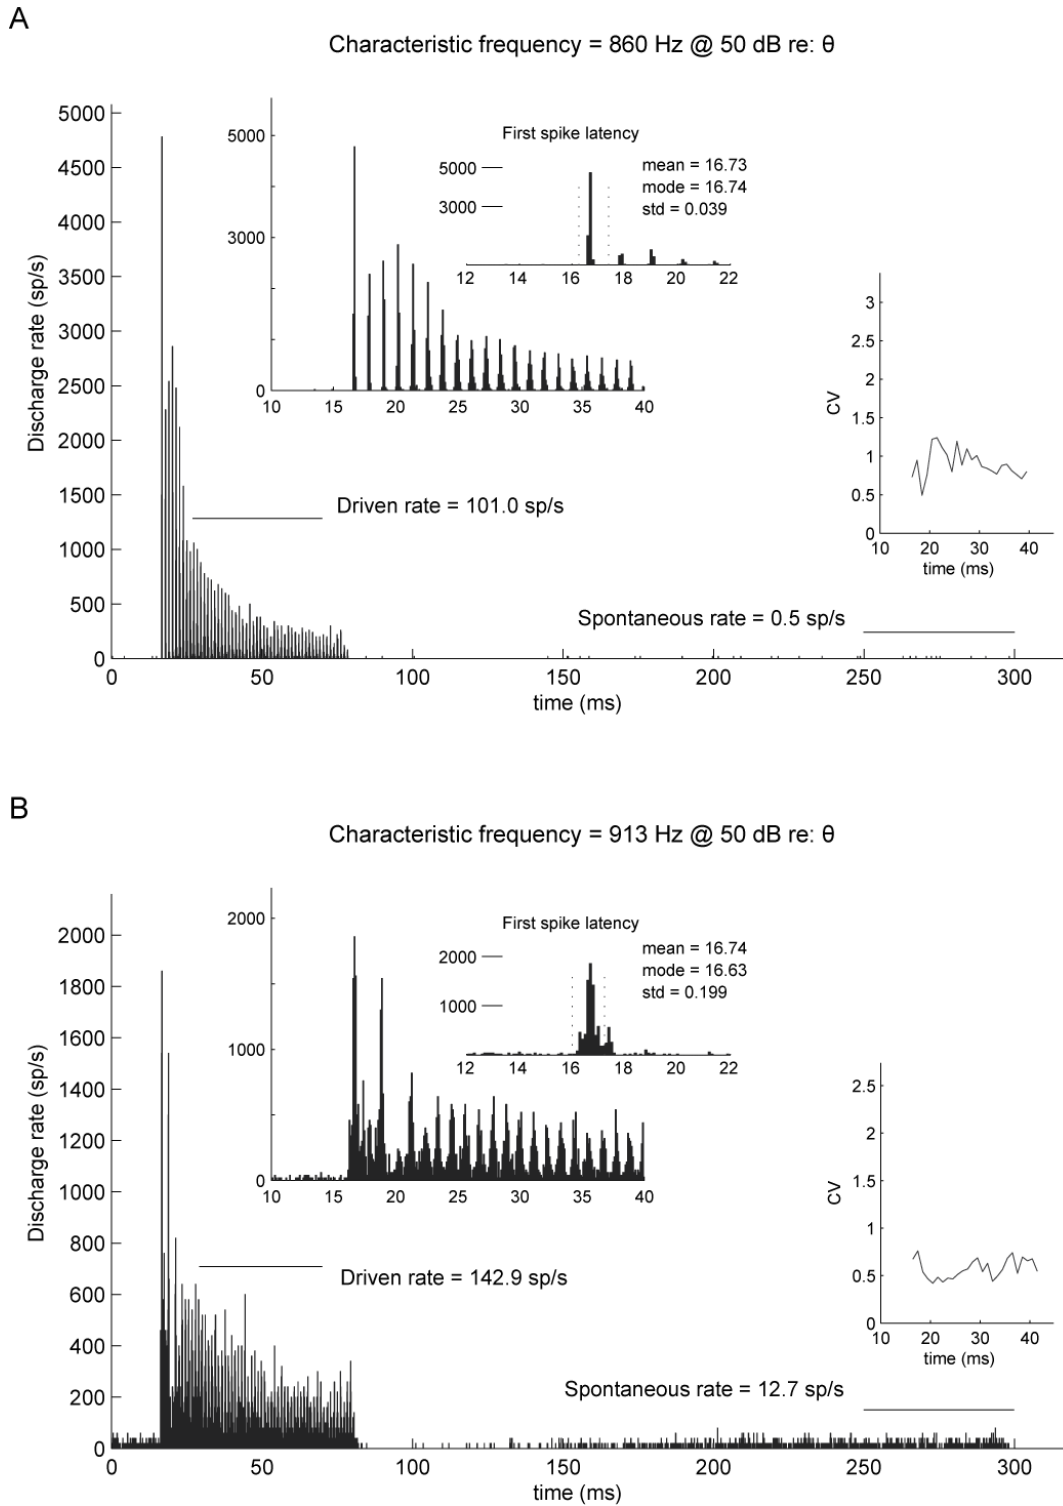 A
Characteristic frequency = 860 Hz @ 50 dB re: θ
Discharge rate (sp/s)
5000
4500
4000
3500
3000
2500
2000
1500
1000
500
0
0 50 100 150 200 250 300
time (ms)
5000
3000
0
10 15 20 25 30 35 40
First spike latency
5000
3000
mean = 16.73
mode = 16.74
std = 0.039
12 14 16 18 20 22
CV
3
2.5
2
1.5
1
0.5
0
10 20 30 40
time (ms)
Driven rate = 101.0 sp/s
Spontaneous rate = 0.5 sp/s
B
Characteristic frequency = 913 Hz @ 50 dB re: θ
Discharge rate (sp/s)
2000
1800
1600
1400
1200
1000
800
600
400
200
0
0 50 100 150 200 250 300
time (ms)
2000
1000
0
10 15 20 25 30 35 40
First spike latency
2000
1000
mean = 16.74
mode = 16.63
std = 0.199
12 14 16 18 20 22
CV
2.5
2
1.5
1
0.5
0
10 20 30 40
time (ms)
Driven rate = 142.9 sp/s
Spontaneous rate = 12.7 sp/s